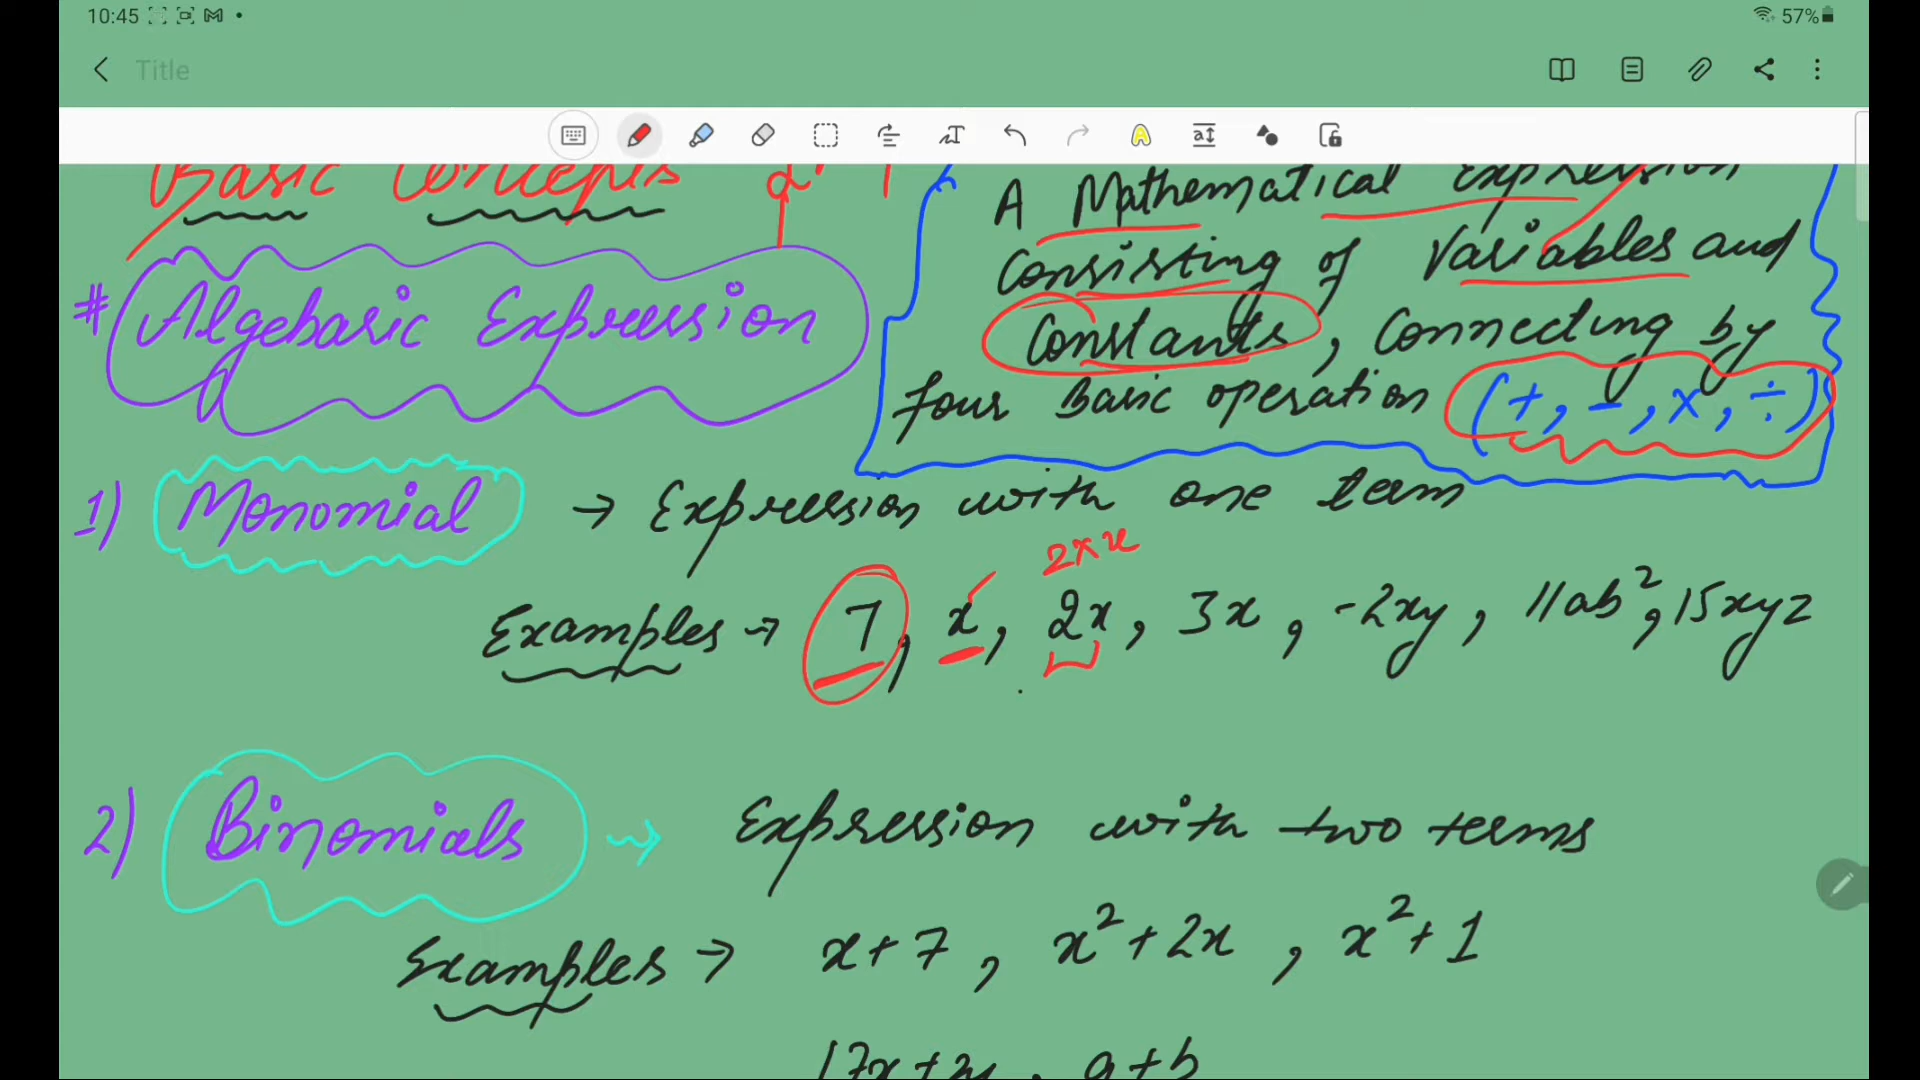 10:45
57%
Title
Basic Concepts
A Mathematical Expression
Consisting of Variables and
Constants, Connecting by
four Basic operation (+, -, x, ÷)
# Algebaric Expression
1) Monomial → Expression with one term
2xx
Examples → 7, x, 2x, 3x, -2xy, 11ab², 15xyz
2) Binomials → Expression with two terms
Examples → x+7, x²+2x, x²+1
a+b